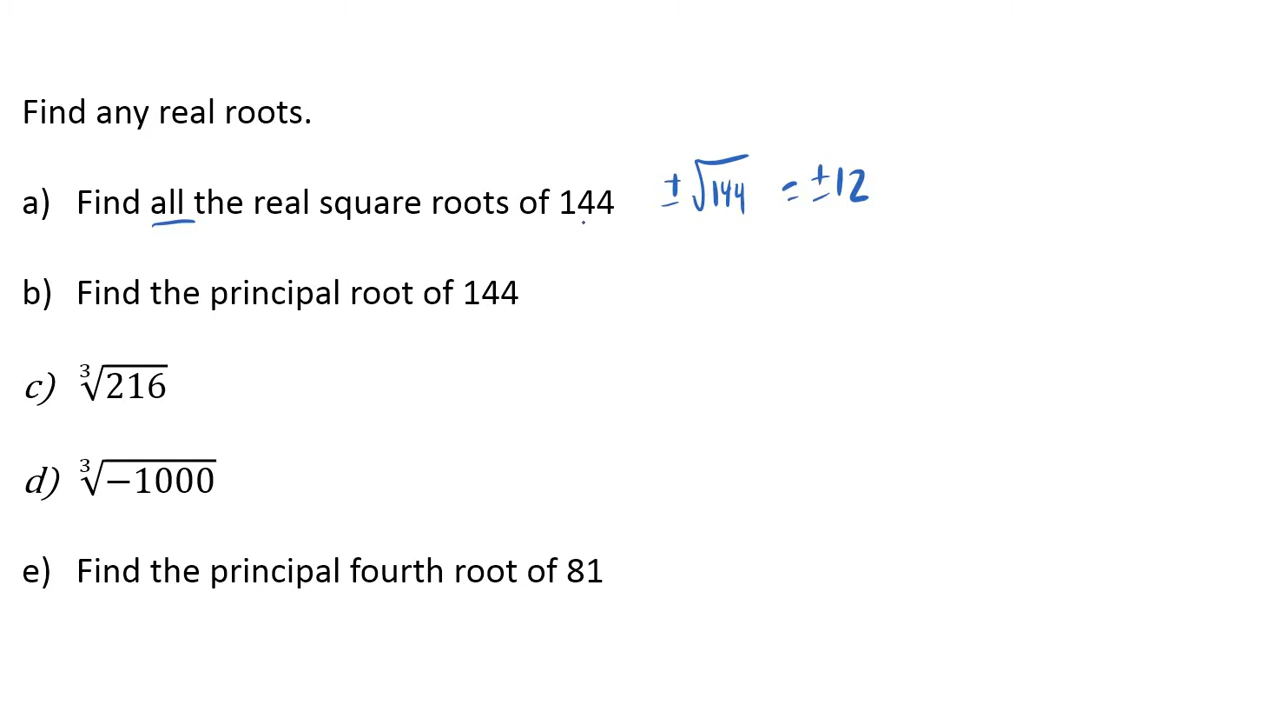 Find any real roots.
a) Find all the real square roots of 144 ±√144 = ±12
b) Find the principal root of 144
c) ∛216
d) ∛−1000
e) Find the principal fourth root of 81